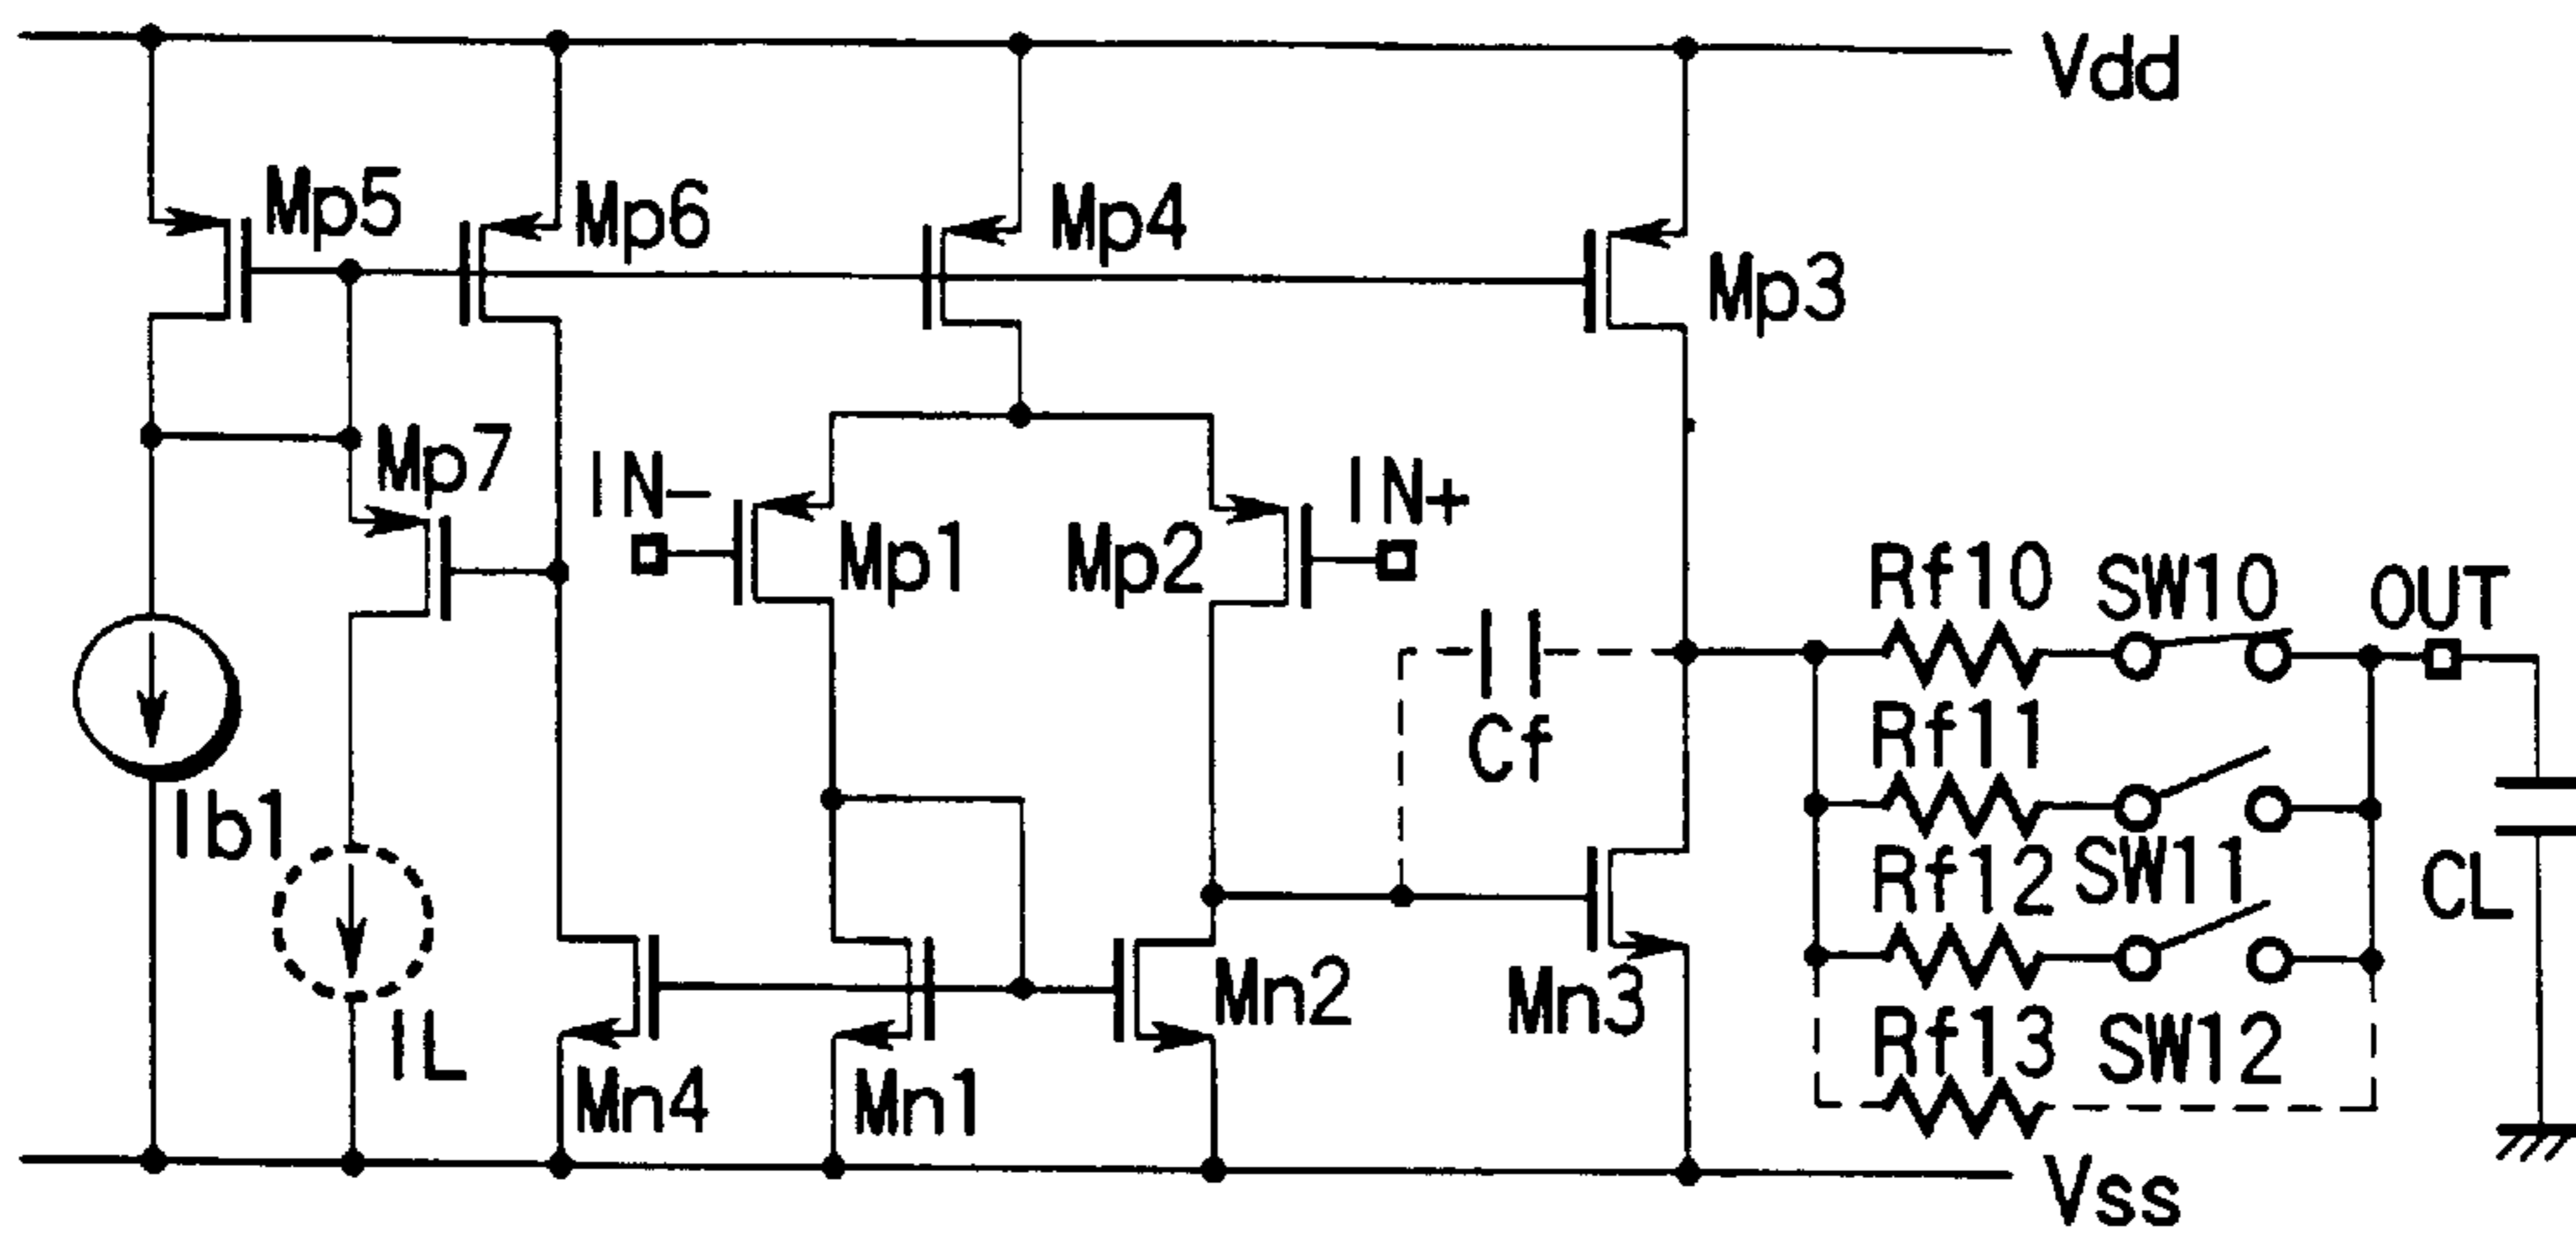 Vdd
Mp5
Mp6
Mp4
Mp3
Mp7
IN-
IN+
Mp1
Mp2
Rf10
SW10
OUT
Cf
Rf11
Ib1
Rf12
SW11
CL
IL
Mn2
Mn3
Rf13
SW12
Mn4
Mn1
Vss